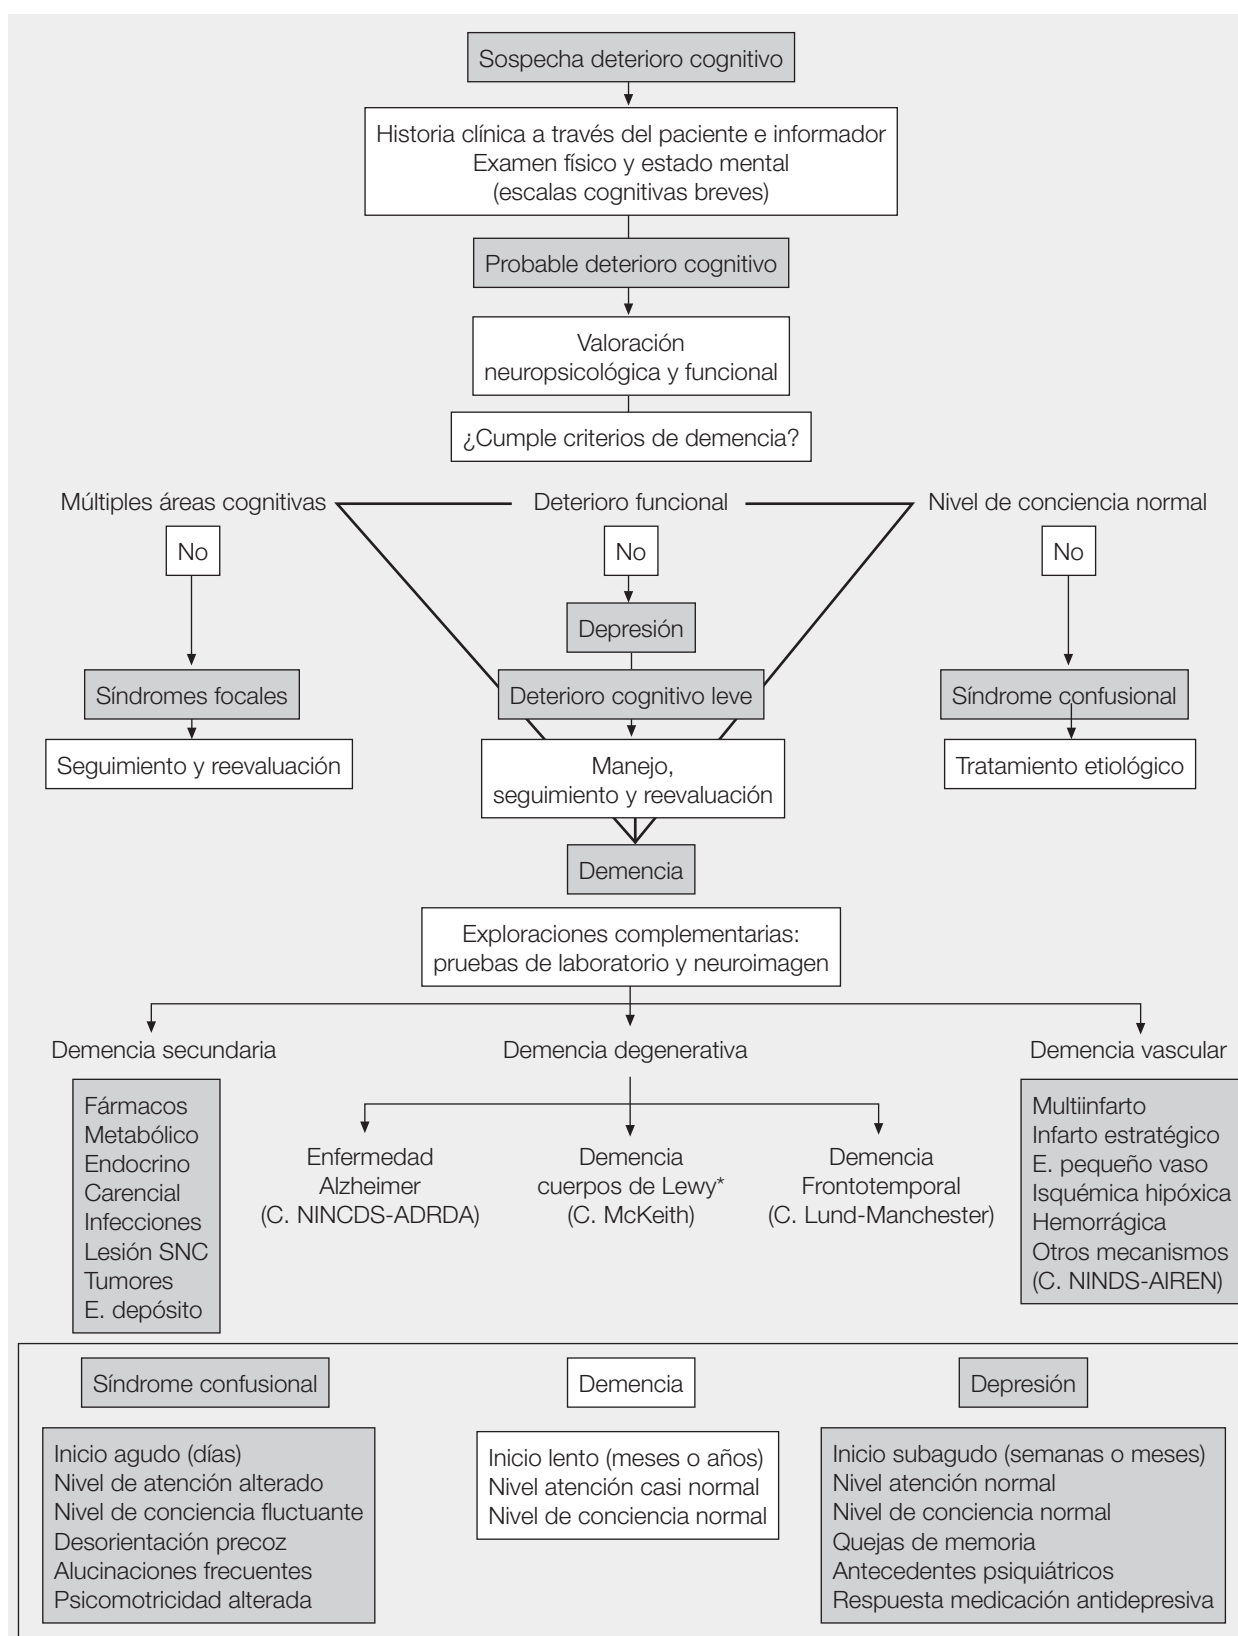 Sospecha deterioro cognitivo
Historia clínica a través del paciente e informador
Examen físico y estado mental
(escalas cognitivas breves)
Probable deterioro cognitivo
Valoración
neuropsicológica y funcional
¿Cumple criterios de demencia?
Múltiples áreas cognitivas
Deterioro funcional
Nivel de conciencia normal
No
No
No
Depresión
Síndromes focales
Deterioro cognitivo leve
Síndrome confusional
Seguimiento y reevaluación
Manejo,
seguimiento y reevaluación
Tratamiento etiológico
Demencia
Exploraciones complementarias:
pruebas de laboratorio y neuroimagen
Demencia secundaria
Demencia degenerativa
Demencia vascular
Fármacos
Metabólico
Endocrino
Carencial
Infecciones
Lesión SNC
Tumores
E. depósito
Enfermedad
Alzheimer
(C. NINCDS-ADRDA)
Demencia
cuerpos de Lewy*
(C. McKeith)
Demencia
Frontotemporal
(C. Lund-Manchester)
Multiinfarto
Infarto estratégico
E. pequeño vaso
Isquémica hipóxica
Hemorrágica
Otros mecanismos
(C. NINDS-AIREN)
Síndrome confusional
Inicio agudo (días)
Nivel de atención alterado
Nivel de conciencia fluctuante
Desorientación precoz
Alucinaciones frecuentes
Psicomotricidad alterada
Demencia
Inicio lento (meses o años)
Nivel atención casi normal
Nivel de conciencia normal
Depresión
Inicio subagudo (semanas o meses)
Nivel atención normal
Nivel de conciencia normal
Quejas de memoria
Antecedentes psiquiátricos
Respuesta medicación antidepresiva